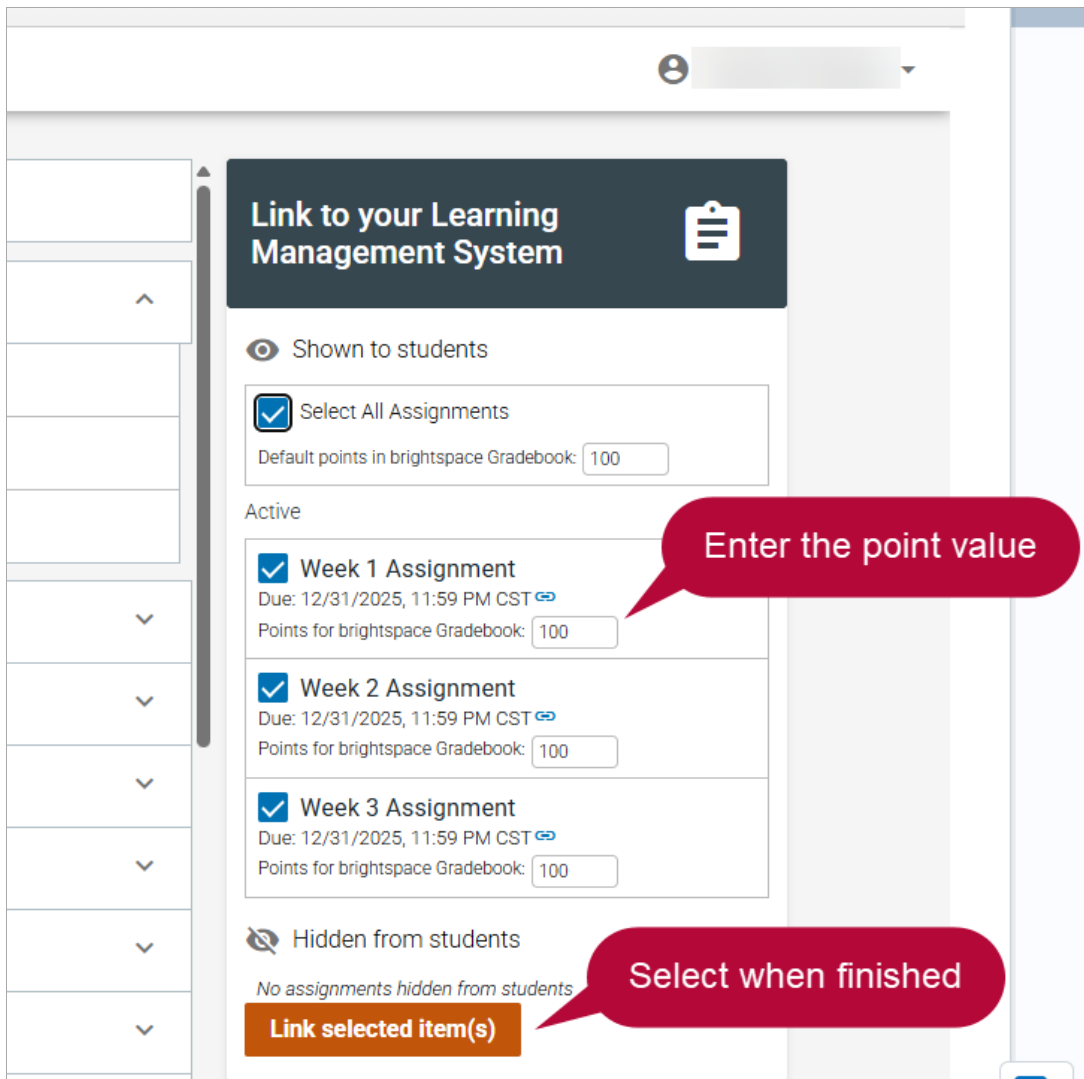 Link to your Learning
Management System
Shown to students
Select All Assignments
Default points in brightspace Gradebook: 100
Active
Enter the point value
Week 1 Assignment
Due: 12/31/2025, 11:59 PM CST
Points for brightspace Gradebook: 100
Week 2 Assignment
Due: 12/31/2025, 11:59 PM CST
Points for brightspace Gradebook: 100
Week 3 Assignment
Due: 12/31/2025, 11:59 PM CST
Points for brightspace Gradebook: 100
Hidden from students
Select when finished
No assignments hidden from students
Link selected item(s)